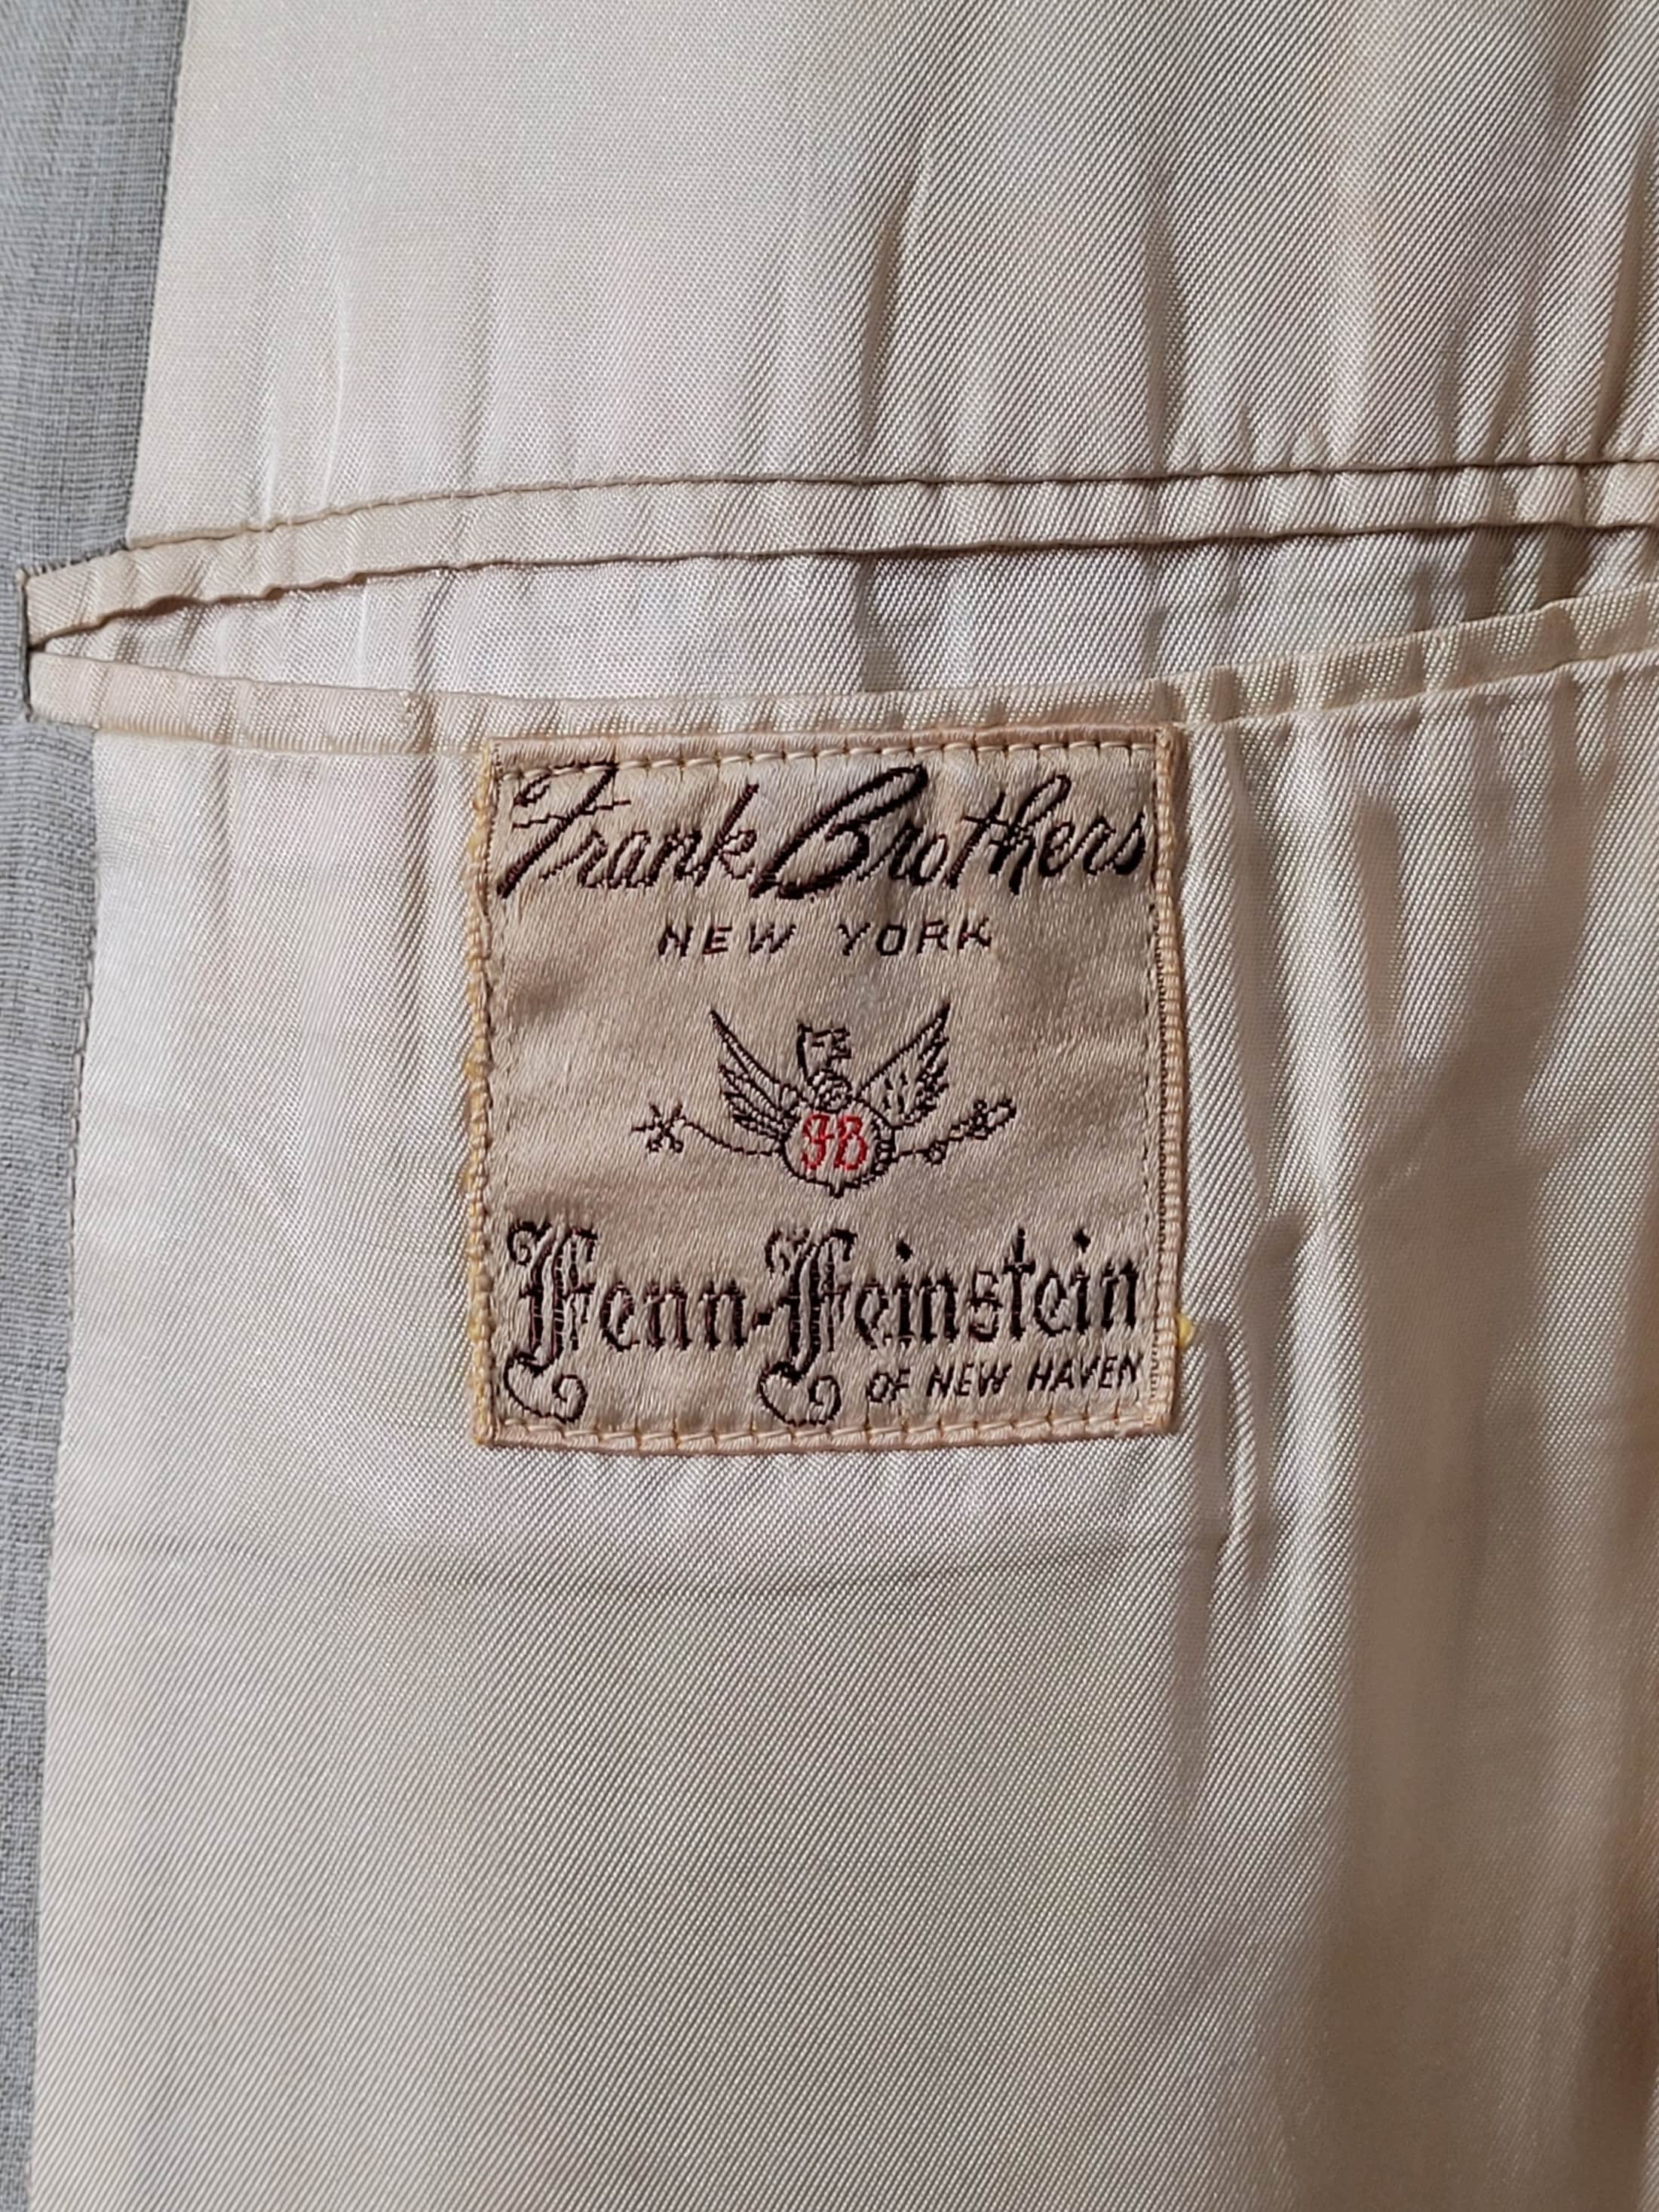 Frank Brothers
NEW YORK
FB
Fenn-Feinstein
OF NEW HAVEN